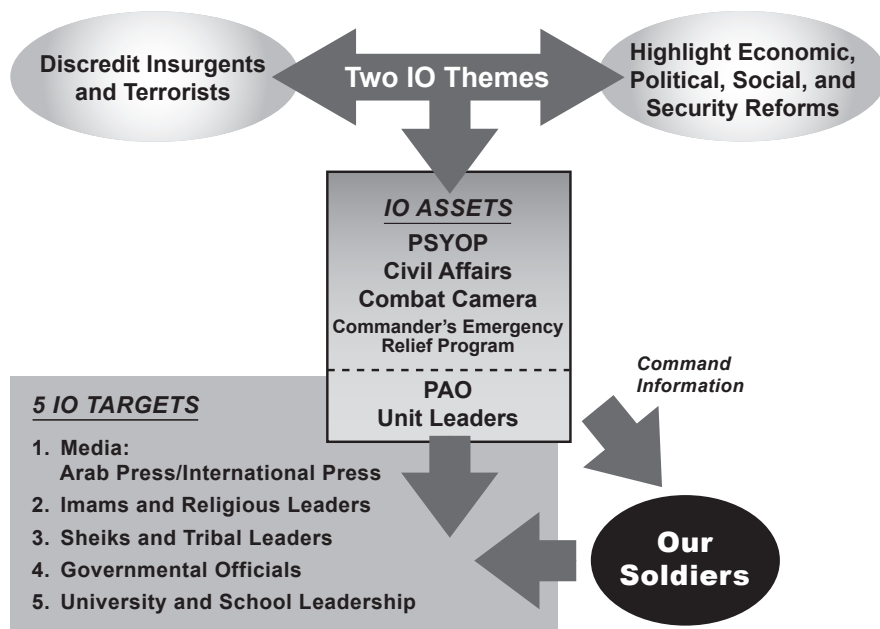 Discredit Insurgents
and Terrorists
Two IO Themes
Highlight Economic,
Political, Social, and
Security Reforms
IO ASSETS
PSYOP
Civil Affairs
Combat Camera
Commander's Emergency
Relief Program
PAO
Unit Leaders
Command
Information
5 IO TARGETS
1. Media:
Arab Press/International Press
2. Imams and Religious Leaders
3. Sheiks and Tribal Leaders
4. Governmental Officials
5. University and School Leadership
Our
Soldiers